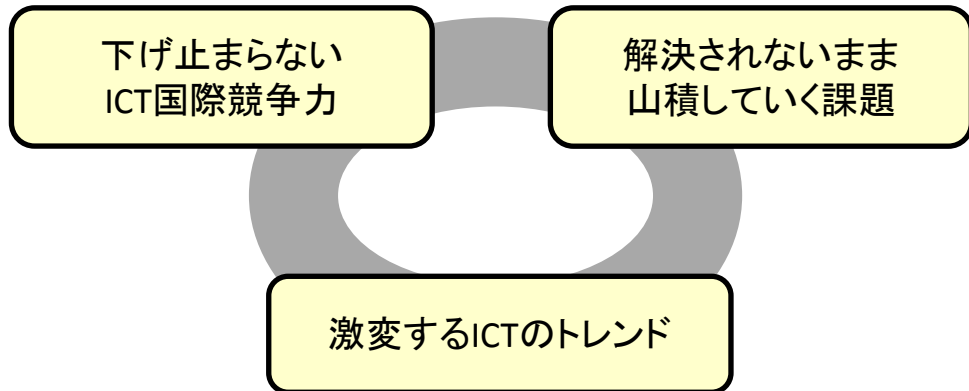 下げ止まらない
ICT国際競争力
解決されないまま
山積していく課題
激変するICTのトレンド